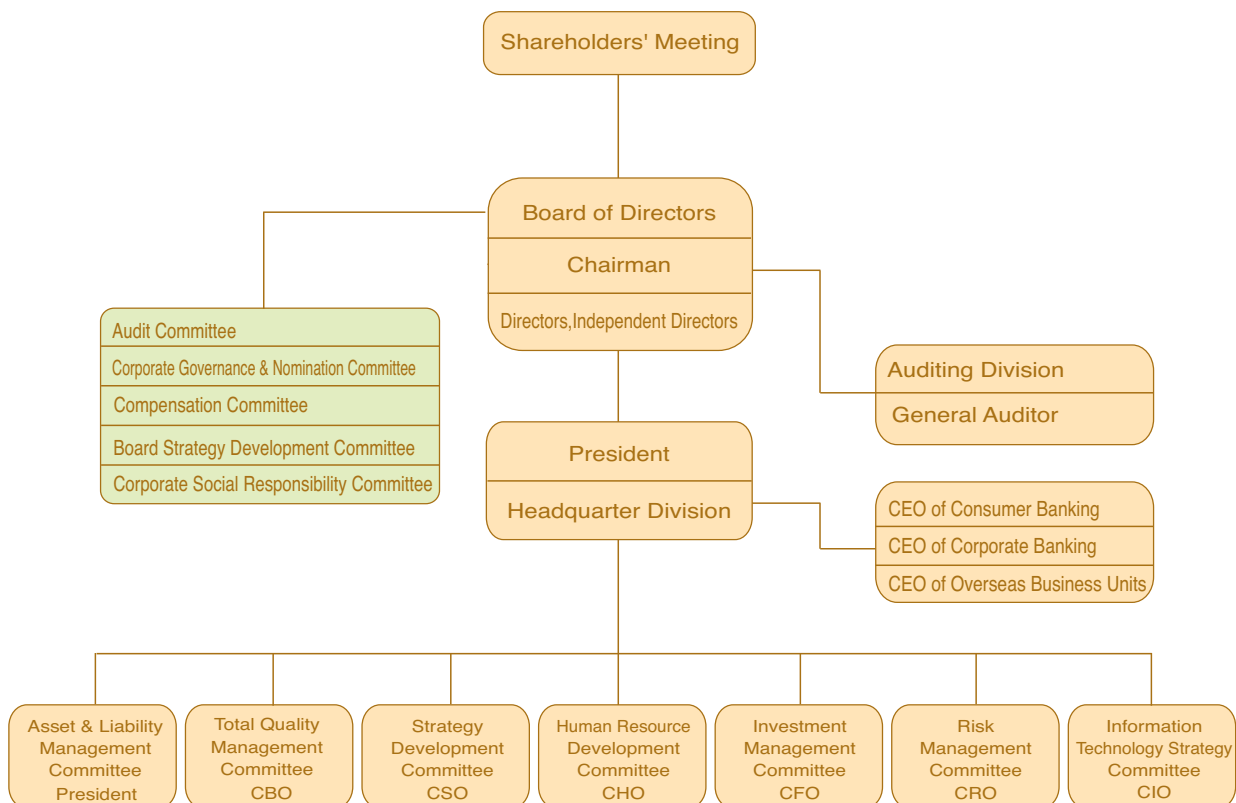 Shareholders' Meeting
Board of Directors
Chairman
Directors,Independent Directors
Audit Committee
Corporate Governance & Nomination Committee
Compensation Committee
Board Strategy Development Committee
Corporate Social Responsibility Committee
Auditing Division
General Auditor
President
Headquarter Division
CEO of Consumer Banking
CEO of Corporate Banking
CEO of Overseas Business Units
Asset & Liability
Management
Committee
President
Total Quality
Management
Committee
CBO
Strategy
Development
Committee
CSO
Human Resource
Development
Committee
CHO
Investment
Management
Committee
CFO
Risk
Management
Committee
CRO
Information
Technology Strategy
Committee
CIO